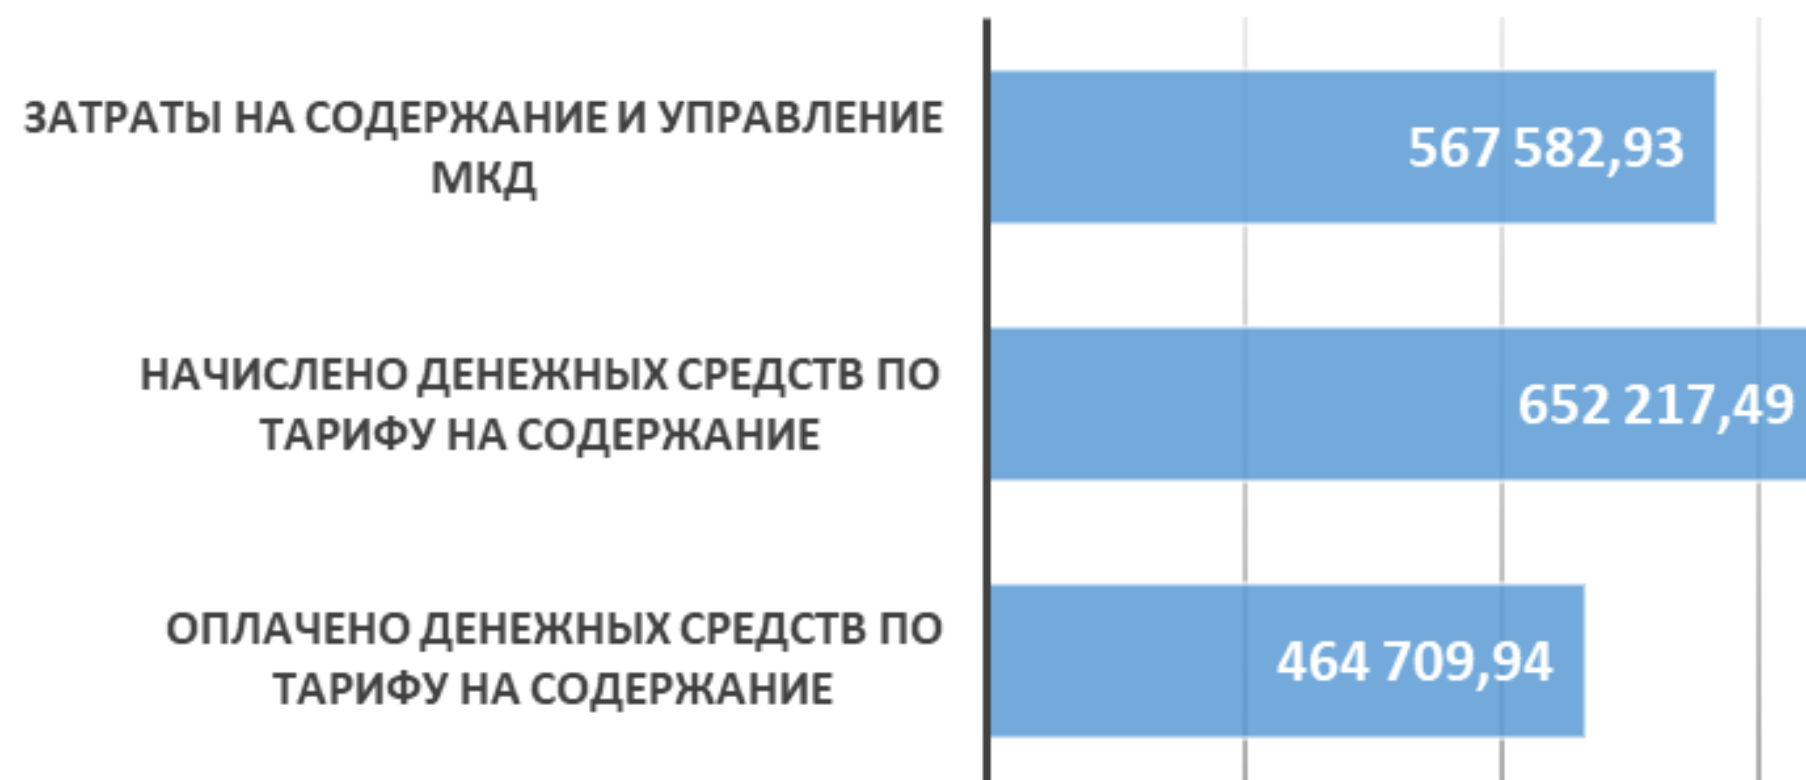 ЗАТРАТЫ НА СОДЕРЖАНИЕ И УПРАВЛЕНИЕ
МКД
567 582,93
НАЧИСЛЕНО ДЕНЕЖНЫХ СРЕДСТВ ПО
ТАРИФУ НА СОДЕРЖАНИЕ
652 217,49
ОПЛАЧЕНО ДЕНЕЖНЫХ СРЕДСТВ ПО
ТАРИФУ НА СОДЕРЖАНИЕ
464 709,94